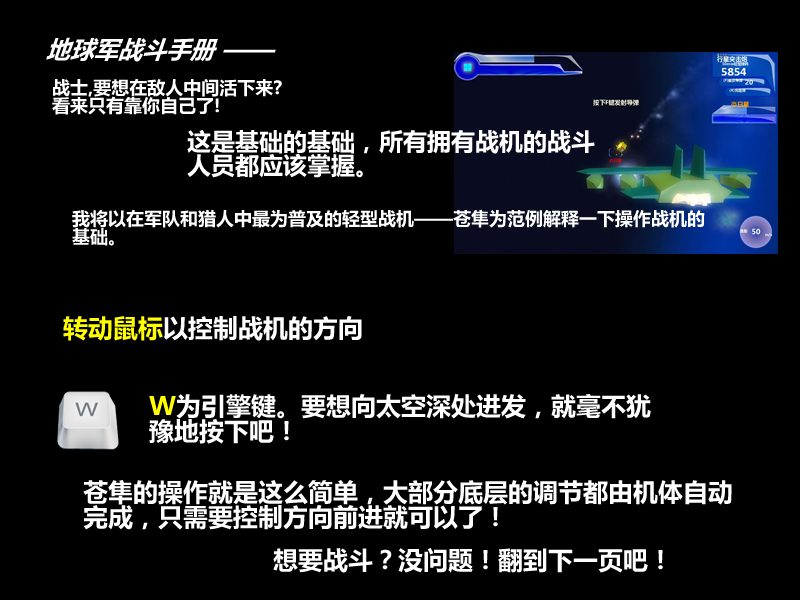 地球军战斗手册 ——
战士,要想在敌人中间活下来?
看来只有靠你自己了!
行星突击炮
5854
20
按下F键发射导弹
这是基础的基础，所有拥有战机的战斗
人员都应该掌握。
我将以在军队和猎人中最为普及的轻型战机——苍隼为范例解释一下操作战机的
基础。
50
转动鼠标以控制战机的方向
W
W为引擎键。要想向太空深处进发，就毫不犹
豫地按下吧！
苍隼的操作就是这么简单，大部分底层的调节都由机体自动
完成，只需要控制方向前进就可以了！
想要战斗？没问题！翻到下一页吧！